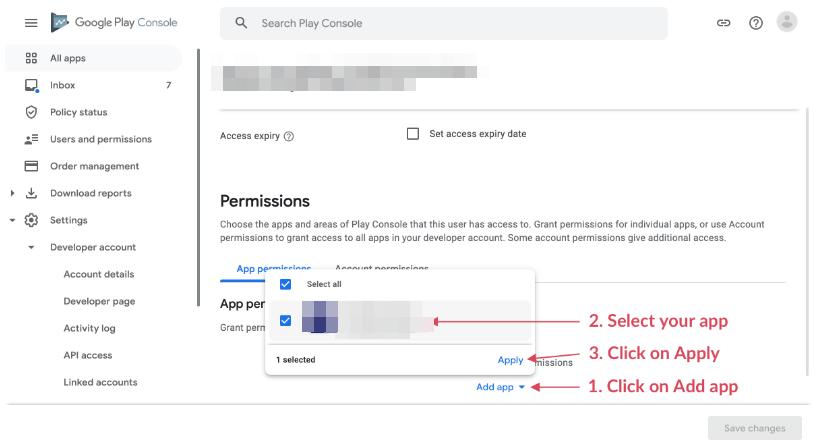 Google Play Console
Search Play Console
All apps
Inbox 7
Policy status
Users and permissions
Order management
Download reports
Settings
Developer account
Account details
Developer page
Activity log
API access
Linked accounts
Access expiry
Set access expiry date
Permissions
Choose the apps and areas of Play Console that this user has access to. Grant permissions for individual apps, or use Account
permissions to grant access to all apps in your developer account. Some account permissions give additional access.
App permissions Account permissions
Select all
App per
Grant perm
2. Select your app
1 selected
Apply
3. Click on Apply
missions
Add app
1. Click on Add app
Save changes